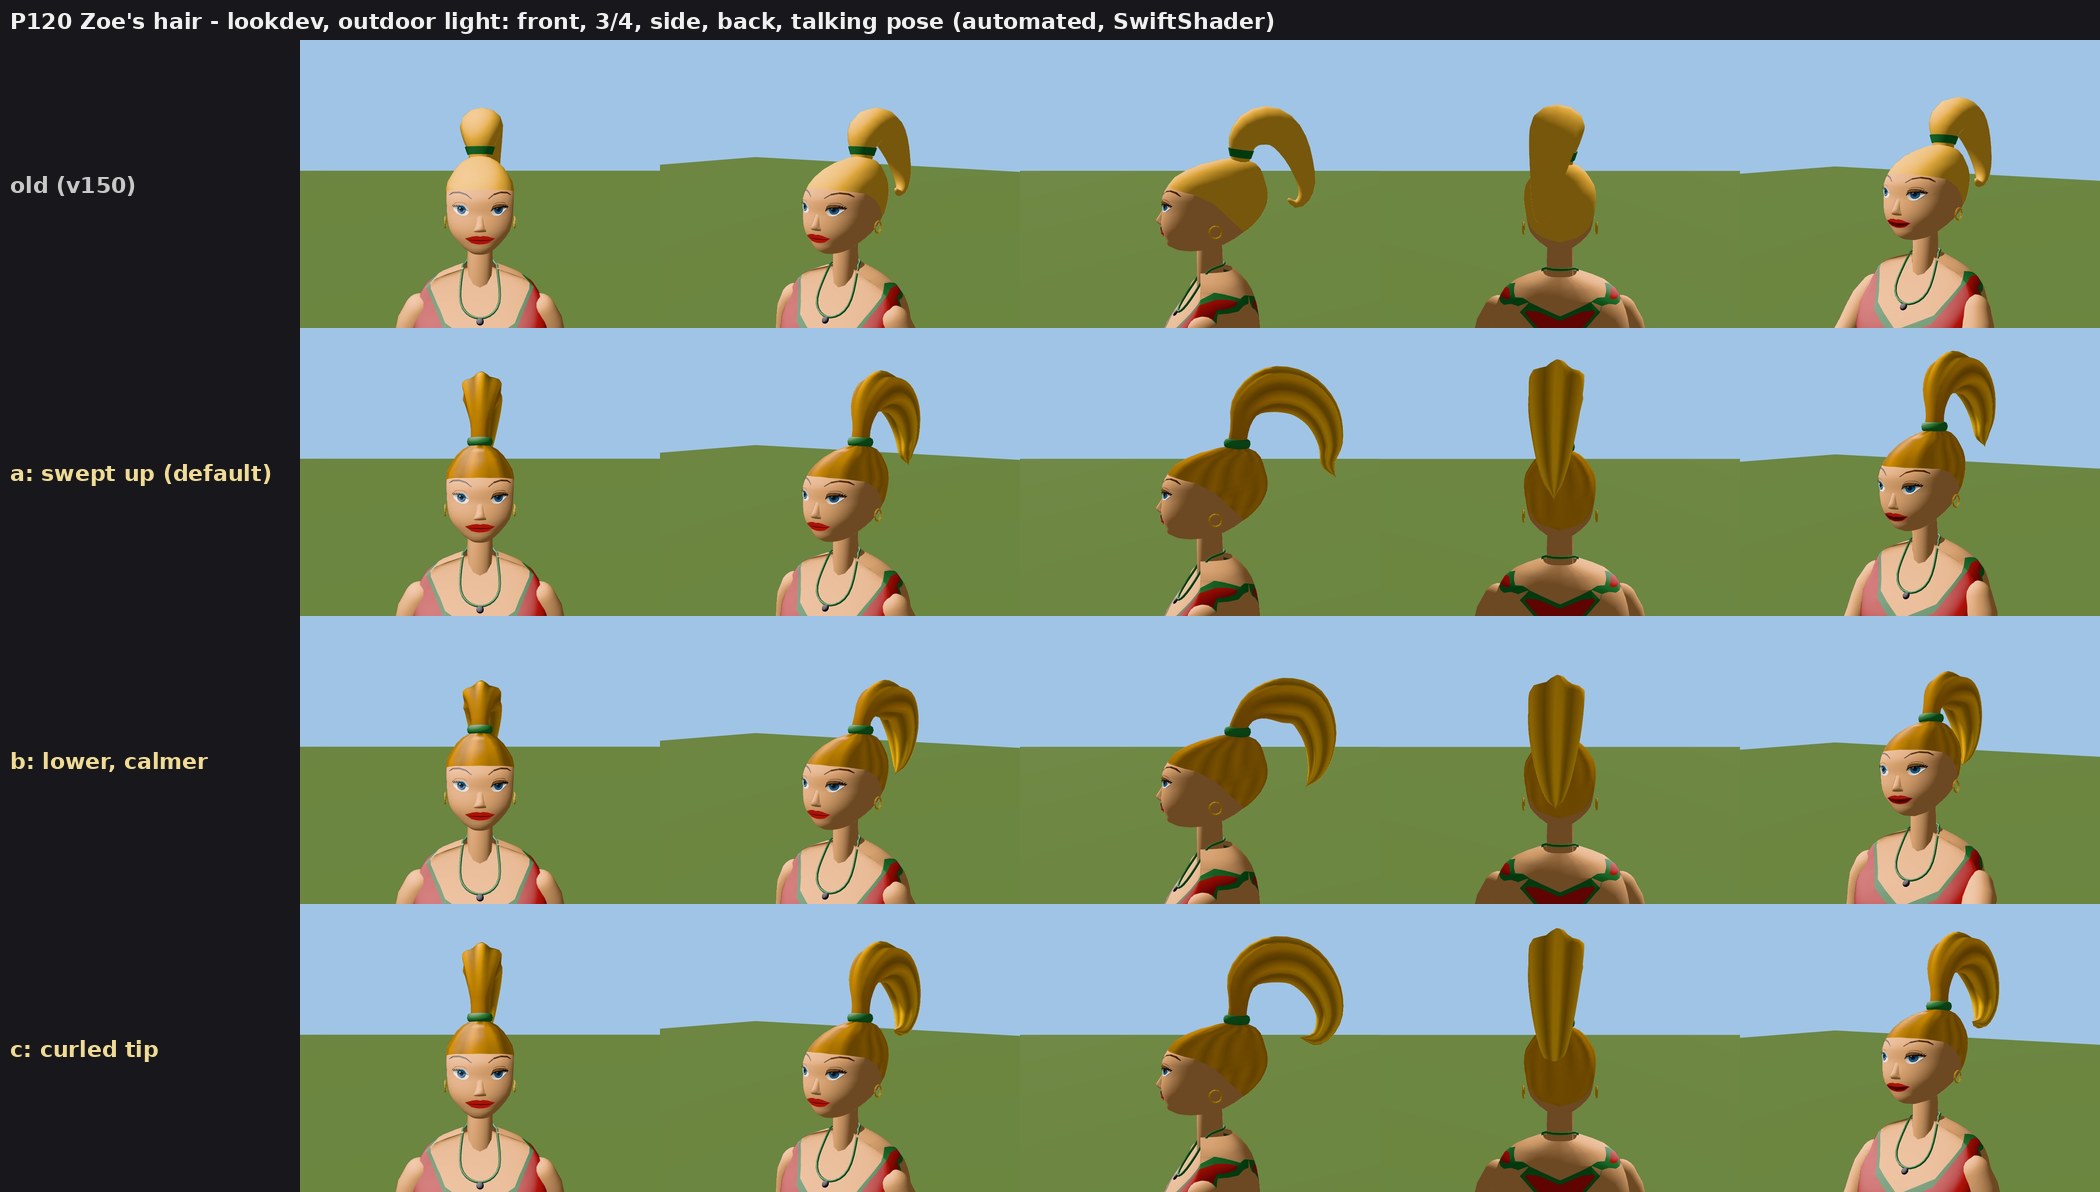 P120 Zoe's hair - lookdev, outdoor light: front, 3/4, side, back, talking pose (automated, SwiftShader)
old (v150)
a: swept up (default)
b: lower, calmer
c: curled tip